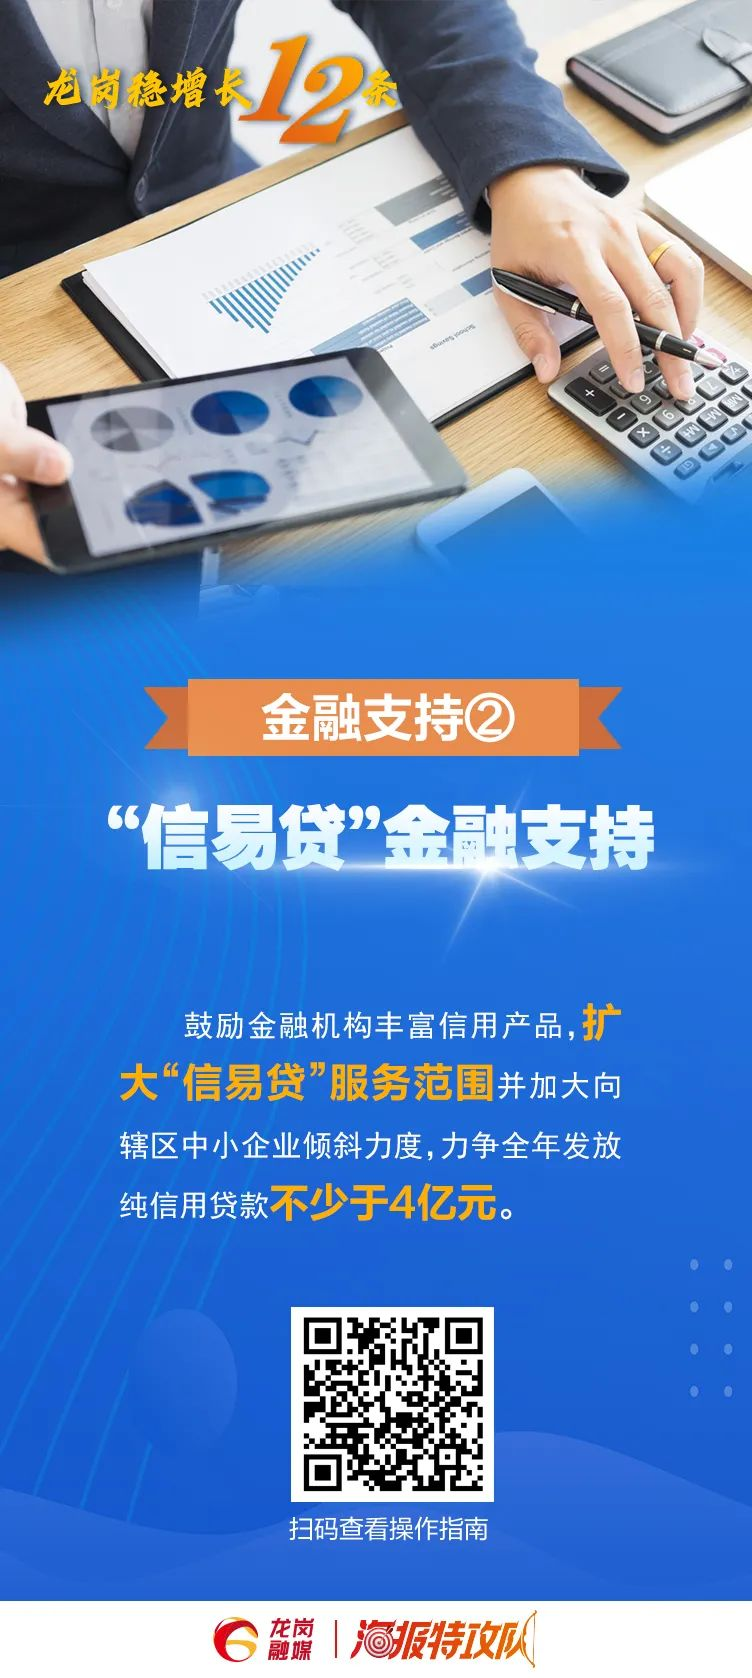 龙岗稳增长12条
School Savings
金融支持②
“信易贷”金融支持
鼓励金融机构丰富信用产品，扩
大“信易贷”服务范围并加大向
辖区中小企业倾斜力度，力争全年发放
纯信用贷款不少于4亿元。
扫码查看操作指南
龙岗
融媒
海报特攻队